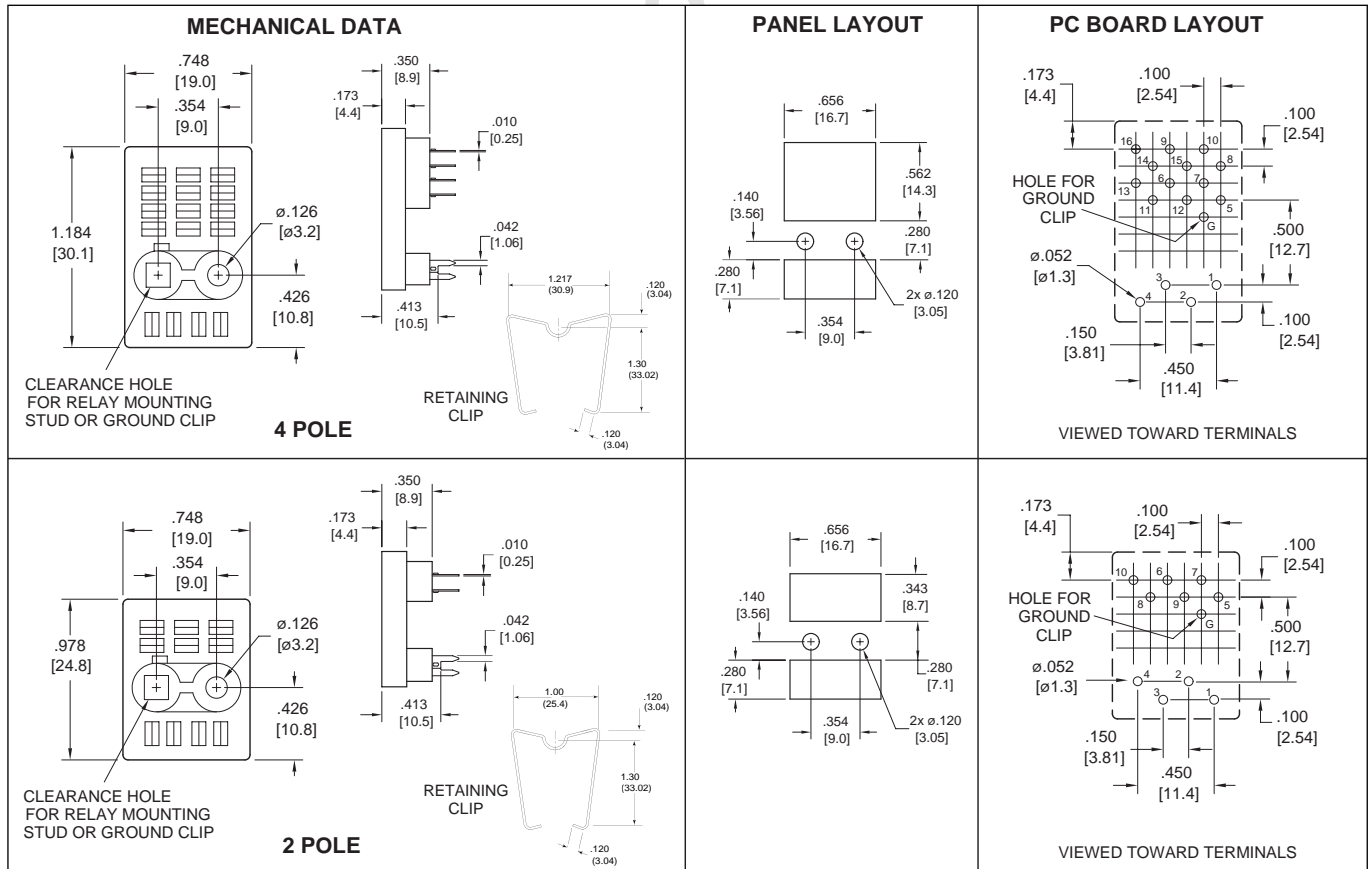 MECHANICAL DATA
.748
[19.0]
.354
[9.0]
1.184
[30.1]
ø.126
[ø3.2]
.426
[10.8]
CLEARANCE HOLE
FOR RELAY MOUNTING
STUD OR GROUND CLIP
.350
[8.9]
.173
[4.4]
.010
[0.25]
.042
[1.06]
.413
[10.5]
1.217
(30.9)
.120
(3.04)
1.30
(33.02)
.120
(3.04)
RETAINING
CLIP
4 POLE
PANEL LAYOUT
.656
[16.7]
.562
[14.3]
.140
[3.56]
.280
[7.1]
.280
[7.1]
2x ø.120
[3.05]
.354
[9.0]
PC BOARD LAYOUT
.173
[4.4]
.100
[2.54]
.100
[2.54]
16 9 10
14 15 8
13 6 7
11 12 5
G
HOLE FOR
GROUND
CLIP
.500
[12.7]
ø.052
[ø1.3]
3 1
4 2
.150
[3.81]
.450
[11.4]
.100
[2.54]
VIEWED TOWARD TERMINALS
.748
[19.0]
.354
[9.0]
.978
[24.8]
ø.126
[ø3.2]
.426
[10.8]
CLEARANCE HOLE
FOR RELAY MOUNTING
STUD OR GROUND CLIP
.350
[8.9]
.173
[4.4]
.010
[0.25]
.042
[1.06]
.413
[10.5]
1.00
(25.4)
.120
(3.04)
1.30
(33.02)
.120
(3.04)
RETAINING
CLIP
2 POLE
.656
[16.7]
.343
[8.7]
.140
[3.56]
.280
[7.1]
.280
[7.1]
2x ø.120
[3.05]
.354
[9.0]
.173
[4.4]
.100
[2.54]
.100
[2.54]
10 6 7
8 9 5
G
HOLE FOR
GROUND
CLIP
.500
[12.7]
ø.052
[ø1.3]
4 2
3 1
.150
[3.81]
.450
[11.4]
.100
[2.54]
VIEWED TOWARD TERMINALS